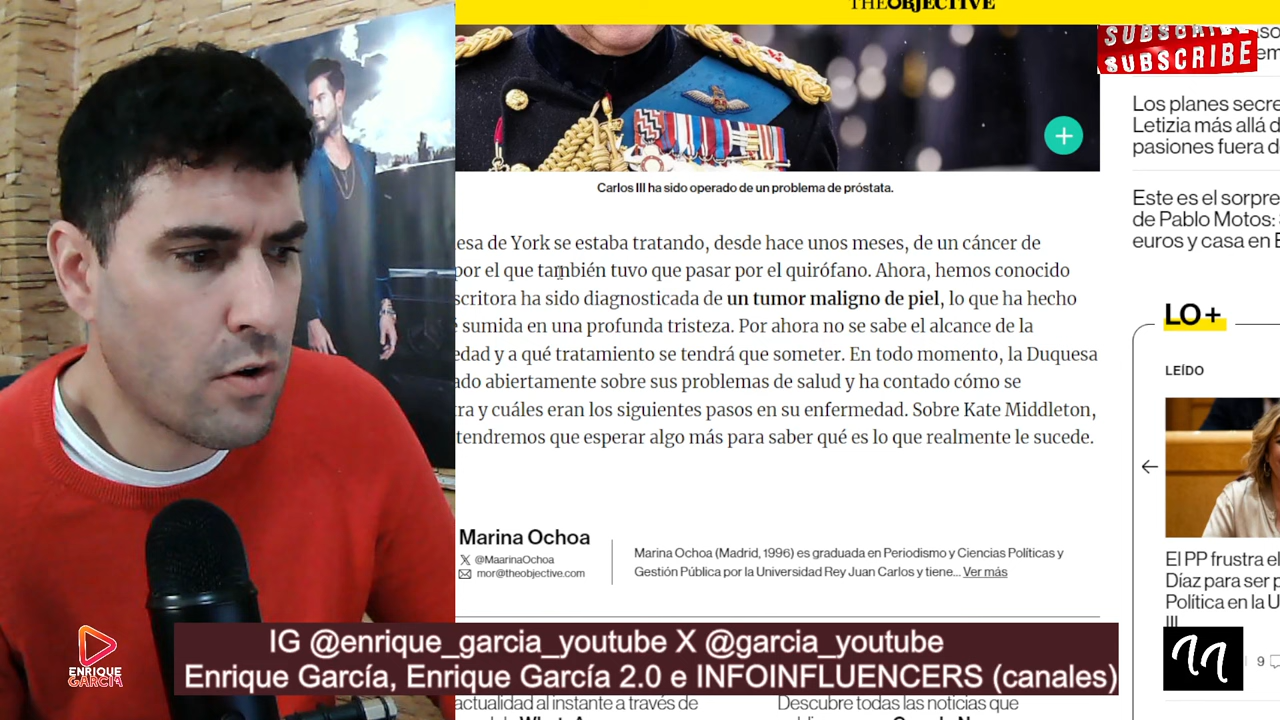 THEOBJECTIVE
SUBSCRIBE
SUBSCRIBE
Los planes secre
Letizia más allá d
pasiones fuera d
Carlos III ha sido operado de un problema de próstata.
Este es el sorpre
de Pablo Motos:
euros y casa en E
esa de York se estaba tratando, desde hace unos meses, de un cáncer de
por el que también tuvo que pasar por el quirófano. Ahora, hemos conocido
scritora ha sido diagnosticada de un tumor maligno de piel, lo que ha hecho
é sumida en una profunda tristeza. Por ahora no se sabe el alcance de la
edad y a qué tratamiento se tendrá que someter. En todo momento, la Duquesa
ado abiertamente sobre sus problemas de salud y ha contado cómo se
tra y cuáles eran los siguientes pasos en su enfermedad. Sobre Kate Middleton,
tendremos que esperar algo más para saber qué es lo que realmente le sucede.
LO+
LEÍDO
Marina Ochoa
@MaarinaOchoa
mor@theobjective.com
Marina Ochoa (Madrid, 1996) es graduada en Periodismo y Ciencias Políticas y
Gestión Pública por la Universidad Rey Juan Carlos y tiene... Ver más
El PP frustra el
Díaz para ser p
Política en la U
III
9
ENRIQUE
GARCÍA
IG @enrique_garcia_youtube X @garcia_youtube
Enrique García, Enrique García 2.0 e INFOINFLUENCERS (canales)
actualidad al instante a través de
Descubre todas las noticias que